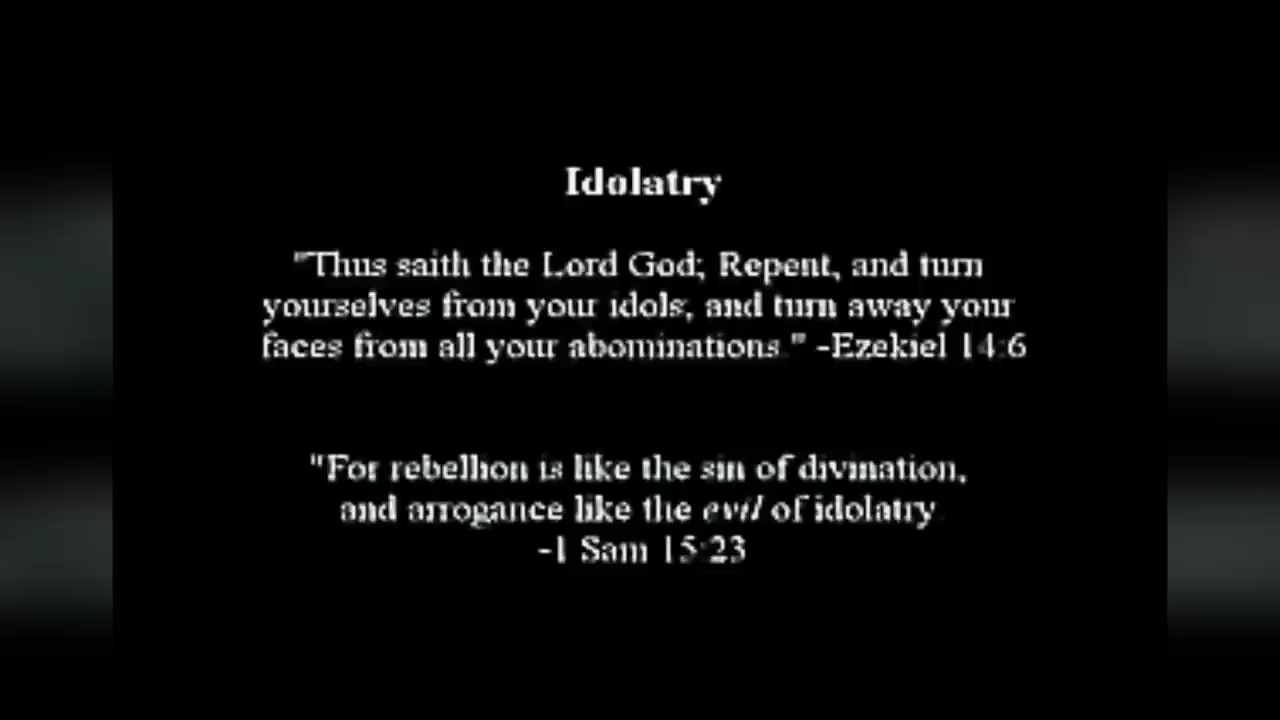 Idolatry
"Thus saith the Lord God; Repent, and turn
yourselves from your idols, and turn away your
faces from all your abominations." -Ezekiel 14:6
"For rebellion is like the sin of divination,
and arrogance like the evil of idolatry
-1 Sam 15:23